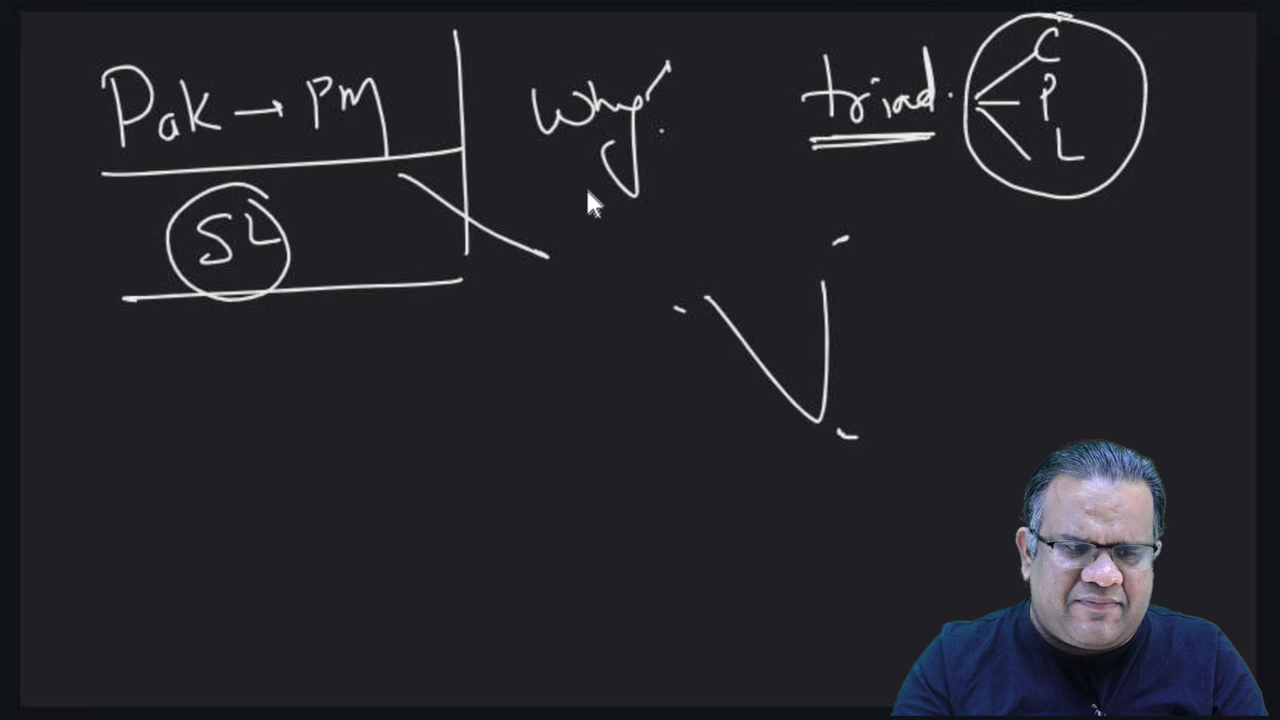 Pak → PM
Why
triad.
C
P
L
SL